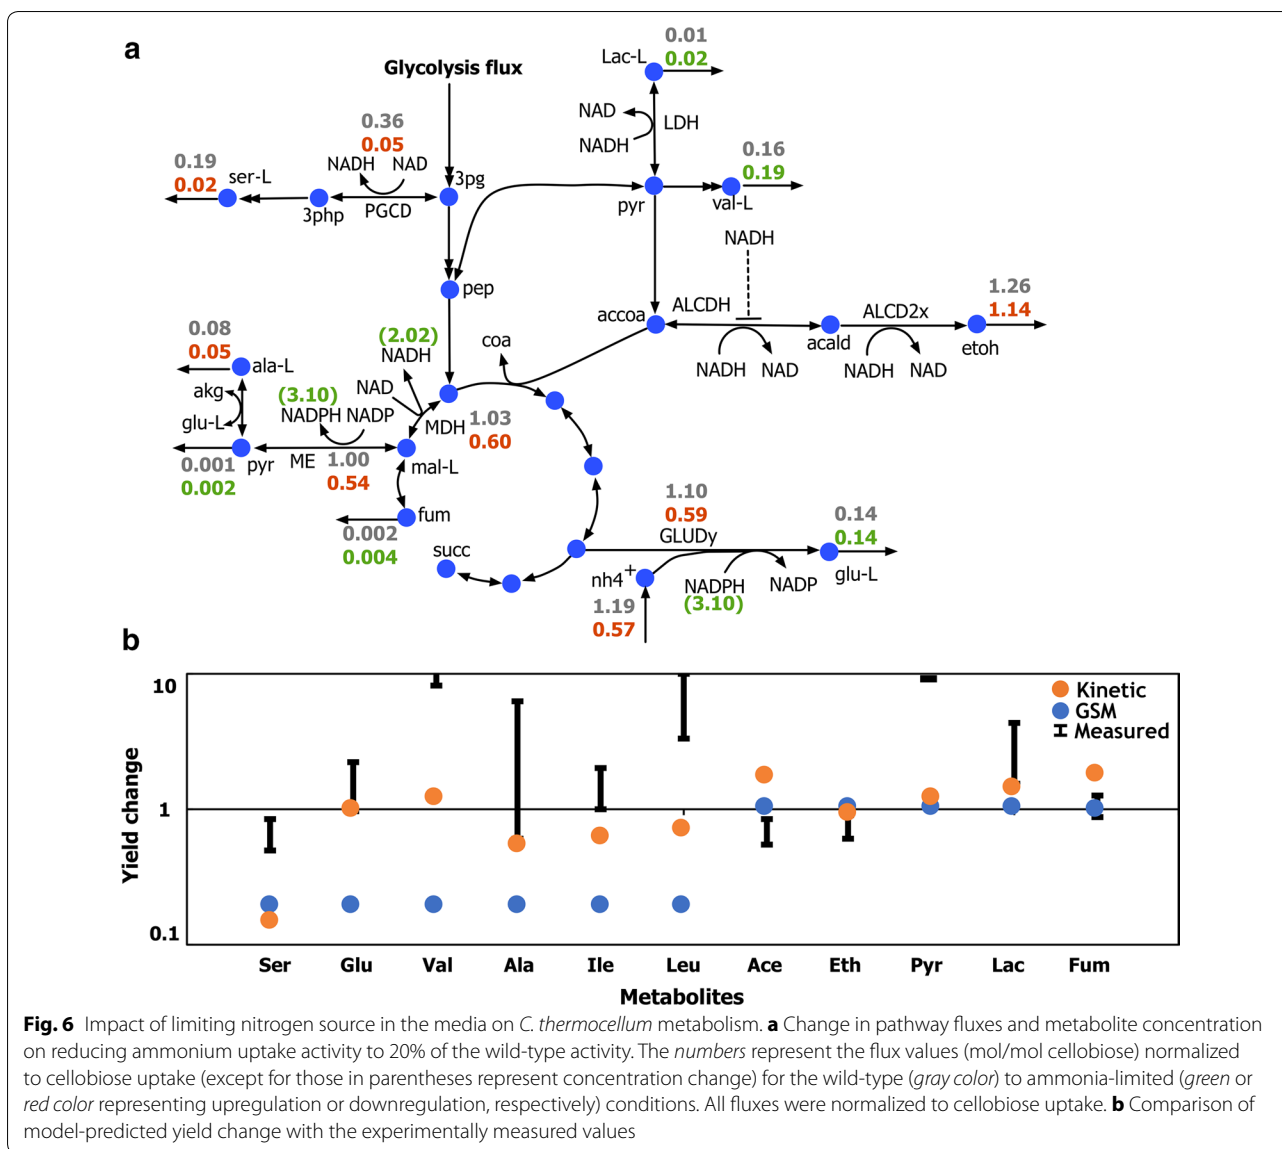 a
Glycolysis flux
0.01
0.02
Lac-L
NAD
NADH
LDH
0.36
0.05
NADH NAD
0.19
0.02
ser-L
3php
PGCD
3pg
0.16
0.19
pyr
val-L
NADH
pep
accoa
ALCDH
ALCD2x
1.26
1.14
acald
etoh
NADH NAD
NADH NAD
0.08
0.05
ala-L
akg
glu-L
(2.02)
NADH
NAD
coa
(3.10)
NADPH NADP
MDH
1.03
0.60
0.001
0.002
pyr
ME
1.00
0.54
mal-L
fum
0.002
0.004
succ
1.10
0.59
GLUDy
0.14
0.14
glu-L
nh4+
NADPH NADP
(3.10)
1.19
0.57
b
10
1
0.1
Yield change
Kinetic
GSM
Measured
Ser Glu Val Ala Ile Leu Ace Eth Pyr Lac Fum
Metabolites
Fig. 6 Impact of limiting nitrogen source in the media on C. thermocellum metabolism. a Change in pathway fluxes and metabolite concentration
on reducing ammonium uptake activity to 20% of the wild-type activity. The numbers represent the flux values (mol/mol cellobiose) normalized
to cellobiose uptake (except for those in parentheses represent concentration change) for the wild-type (gray color) to ammonia-limited (green or
red color representing upregulation or downregulation, respectively) conditions. All fluxes were normalized to cellobiose uptake. b Comparison of
model-predicted yield change with the experimentally measured values